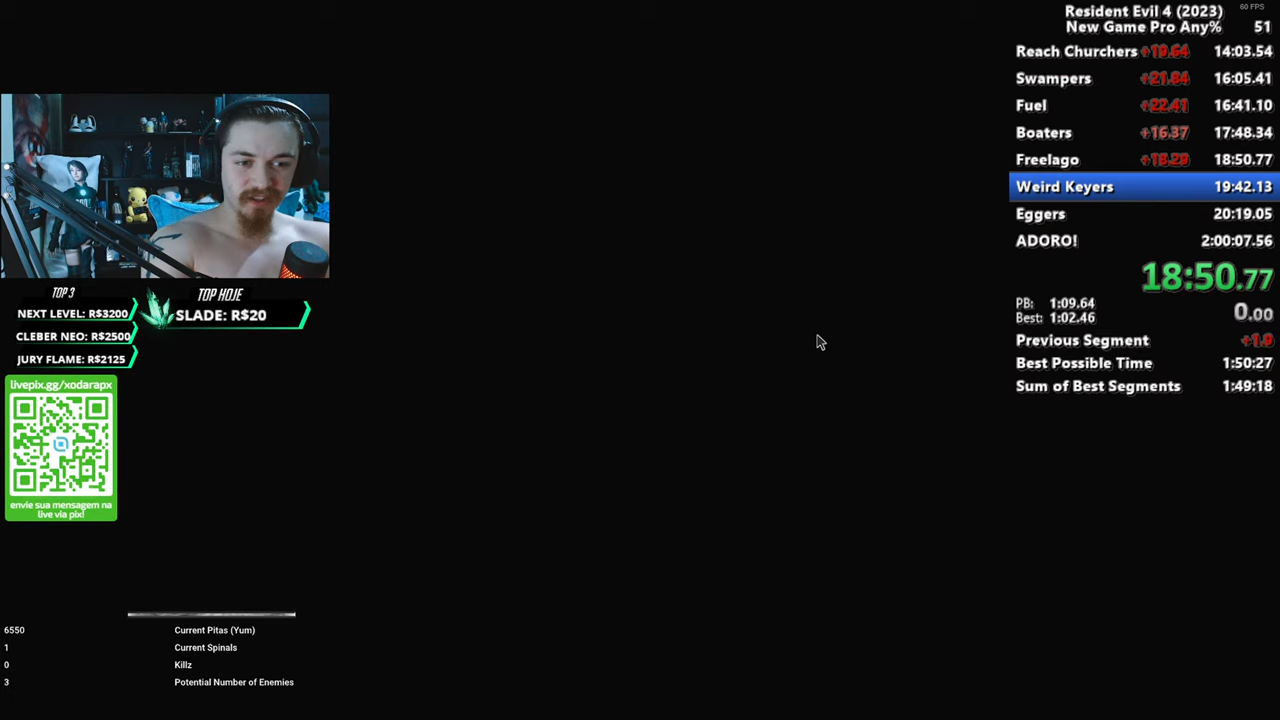 60 FPS
Resident Evil 4 (2023)
New Game Pro Any% 51
Reach Churchers +19.64 14:03.54
Swampers +21.84 16:05.41
Fuel +22.41 16:41.10
Boaters +16.37 17:48.34
Freelago +18.29 18:50.77
Weird Keyers 19:42.13
Eggers 20:19.05
ADORO! 2:00:07.56
18:50.77
PB: 1:09.64
Best: 1:02.46
0.00
Previous Segment +1.9
Best Possible Time 1:50:27
Sum of Best Segments 1:49:18
TOP 3
NEXT LEVEL: R$3200
CLEBER NEO: R$2500
JURY FLAME: R$2125
TOP HOJE
SLADE: R$20
livepix.gg/xodarapx
envie sua mensagem na
live via pix!
6550 Current Pitas (Yum)
1 Current Spinals
0 Killz
3 Potential Number of Enemies